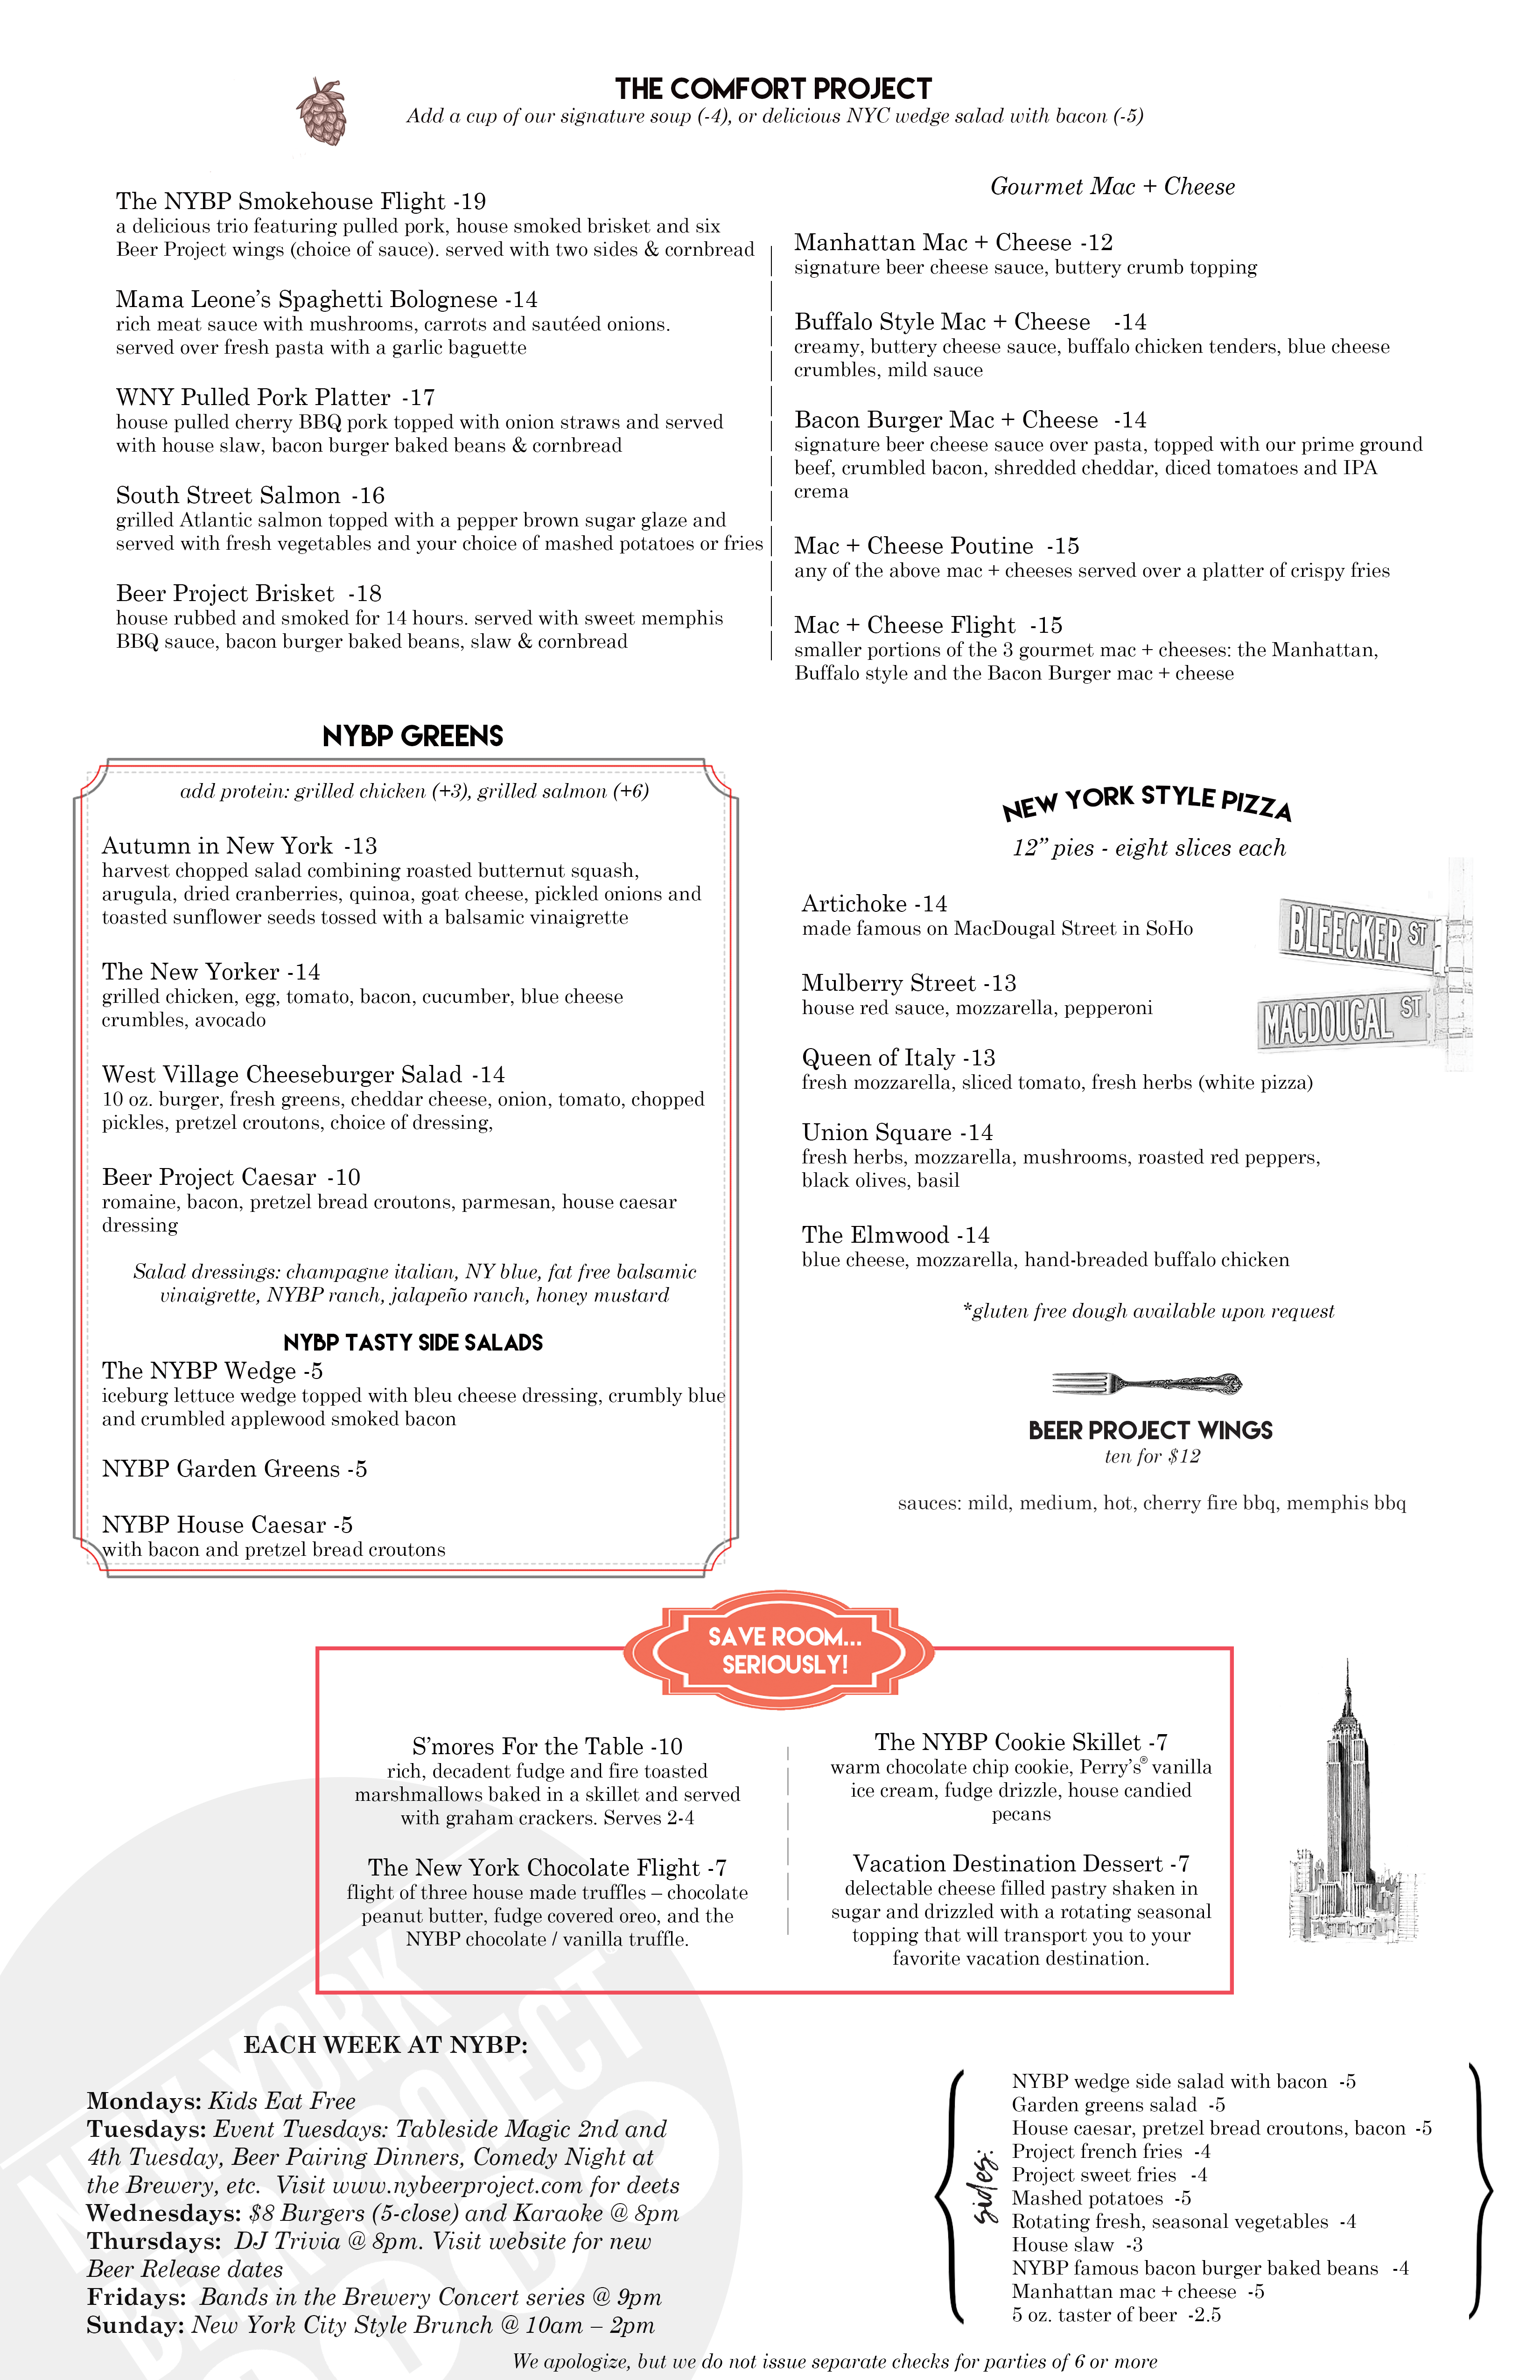 THE COMFORT PROJECT
Add a cup of our signature soup (-4), or delicious NYC wedge salad with bacon (-5)
The NYBP Smokehouse Flight -19
a delicious trio featuring pulled pork, house smoked brisket and six
Beer Project wings (choice of sauce). served with two sides & cornbread
Mama Leone's Spaghetti Bolognese -14
rich meat sauce with mushrooms, carrots and sautéed onions.
served over fresh pasta with a garlic baguette
WNY Pulled Pork Platter -17
house pulled cherry BBQ pork topped with onion straws and served
with house slaw, bacon burger baked beans & cornbread
South Street Salmon -16
grilled Atlantic salmon topped with a pepper brown sugar glaze and
served with fresh vegetables and your choice of mashed potatoes or fries
Beer Project Brisket -18
house rubbed and smoked for 14 hours. served with sweet memphis
BBQ sauce, bacon burger baked beans, slaw & cornbread
Gourmet Mac + Cheese
Manhattan Mac + Cheese -12
signature beer cheese sauce, buttery crumb topping
Buffalo Style Mac + Cheese -14
creamy, buttery cheese sauce, buffalo chicken tenders, blue cheese
crumbles, mild sauce
Bacon Burger Mac + Cheese -14
signature beer cheese sauce over pasta, topped with our prime ground
beef, crumbled bacon, shredded cheddar, diced tomatoes and IPA
crema
Mac + Cheese Poutine -15
any of the above mac + cheeses served over a platter of crispy fries
Mac + Cheese Flight -15
smaller portions of the 3 gourmet mac + cheeses: the Manhattan,
Buffalo style and the Bacon Burger mac + cheese
NYBP GREENS
add protein: grilled chicken (+3), grilled salmon (+6)
Autumn in New York -13
harvest chopped salad combining roasted butternut squash,
arugula, dried cranberries, quinoa, goat cheese, pickled onions and
toasted sunflower seeds tossed with a balsamic vinaigrette
The New Yorker -14
grilled chicken, egg, tomato, bacon, cucumber, blue cheese
crumbles, avocado
West Village Cheeseburger Salad -14
10 oz. burger, fresh greens, cheddar cheese, onion, tomato, chopped
pickles, pretzel croutons, choice of dressing,
Beer Project Caesar -10
romaine, bacon, pretzel bread croutons, parmesan, house caesar
dressing
Salad dressings: champagne italian, NY blue, fat free balsamic
vinaigrette, NYBP ranch, jalapeño ranch, honey mustard
NYBP TASTY SIDE SALADS
The NYBP Wedge -5
iceburg lettuce wedge topped with bleu cheese dressing, crumbly blue
and crumbled applewood smoked bacon
NYBP Garden Greens -5
NYBP House Caesar -5
with bacon and pretzel bread croutons
NEW YORK STYLE PIZZA
12" pies - eight slices each
Artichoke -14
made famous on MacDougal Street in SoHo
Mulberry Street -13
house red sauce, mozzarella, pepperoni
Queen of Italy -13
fresh mozzarella, sliced tomato, fresh herbs (white pizza)
Union Square -14
fresh herbs, mozzarella, mushrooms, roasted red peppers,
black olives, basil
The Elmwood -14
blue cheese, mozzarella, hand-breaded buffalo chicken
*gluten free dough available upon request
BLEECKER ST
MACDOUGAL ST
BEER PROJECT WINGS
ten for $12
sauces: mild, medium, hot, cherry fire bbq, memphis bbq
SAVE ROOM...
SERIOUSLY!
S'mores For the Table -10
rich, decadent fudge and fire toasted
marshmallows baked in a skillet and served
with graham crackers. Serves 2-4
The New York Chocolate Flight -7
flight of three house made truffles – chocolate
peanut butter, fudge covered oreo, and the
NYBP chocolate / vanilla truffle.
The NYBP Cookie Skillet -7
warm chocolate chip cookie, Perry's® vanilla
ice cream, fudge drizzle, house candied
pecans
Vacation Destination Dessert -7
delectable cheese filled pastry shaken in
sugar and drizzled with a rotating seasonal
topping that will transport you to your
favorite vacation destination.
NEW YORK
BEER PROJECT
EACH WEEK AT NYBP:
Mondays: Kids Eat Free
Tuesdays: Event Tuesdays: Tableside Magic 2nd and
4th Tuesday, Beer Pairing Dinners, Comedy Night at
the Brewery, etc. Visit www.nybeerproject.com for deets
Wednesdays: $8 Burgers (5-close) and Karaoke @ 8pm
Thursdays: DJ Trivia @ 8pm. Visit website for new
Beer Release dates
Fridays: Bands in the Brewery Concert series @ 9pm
Sunday: New York City Style Brunch @ 10am – 2pm
sides:
NYBP wedge side salad with bacon -5
Garden greens salad -5
House caesar, pretzel bread croutons, bacon -5
Project french fries -4
Project sweet fries -4
Mashed potatoes -5
Rotating fresh, seasonal vegetables -4
House slaw -3
NYBP famous bacon burger baked beans -4
Manhattan mac + cheese -5
5 oz. taster of beer -2.5
We apologize, but we do not issue separate checks for parties of 6 or more